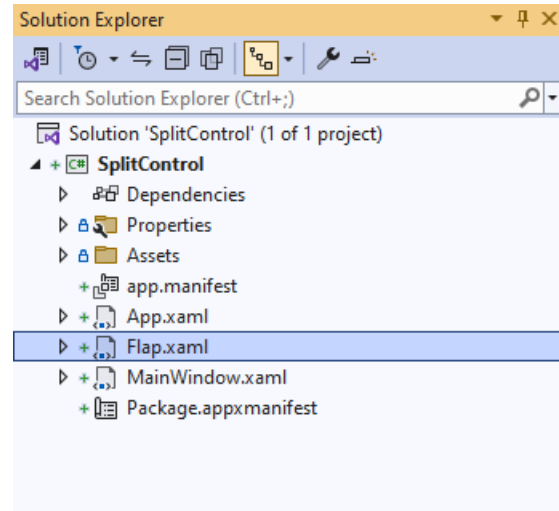 Solution Explorer
Search Solution Explorer (Ctrl+;)
Solution 'SplitControl' (1 of 1 project)
C# SplitControl
Dependencies
Properties
Assets
app.manifest
App.xaml
Flap.xaml
MainWindow.xaml
Package.appxmanifest